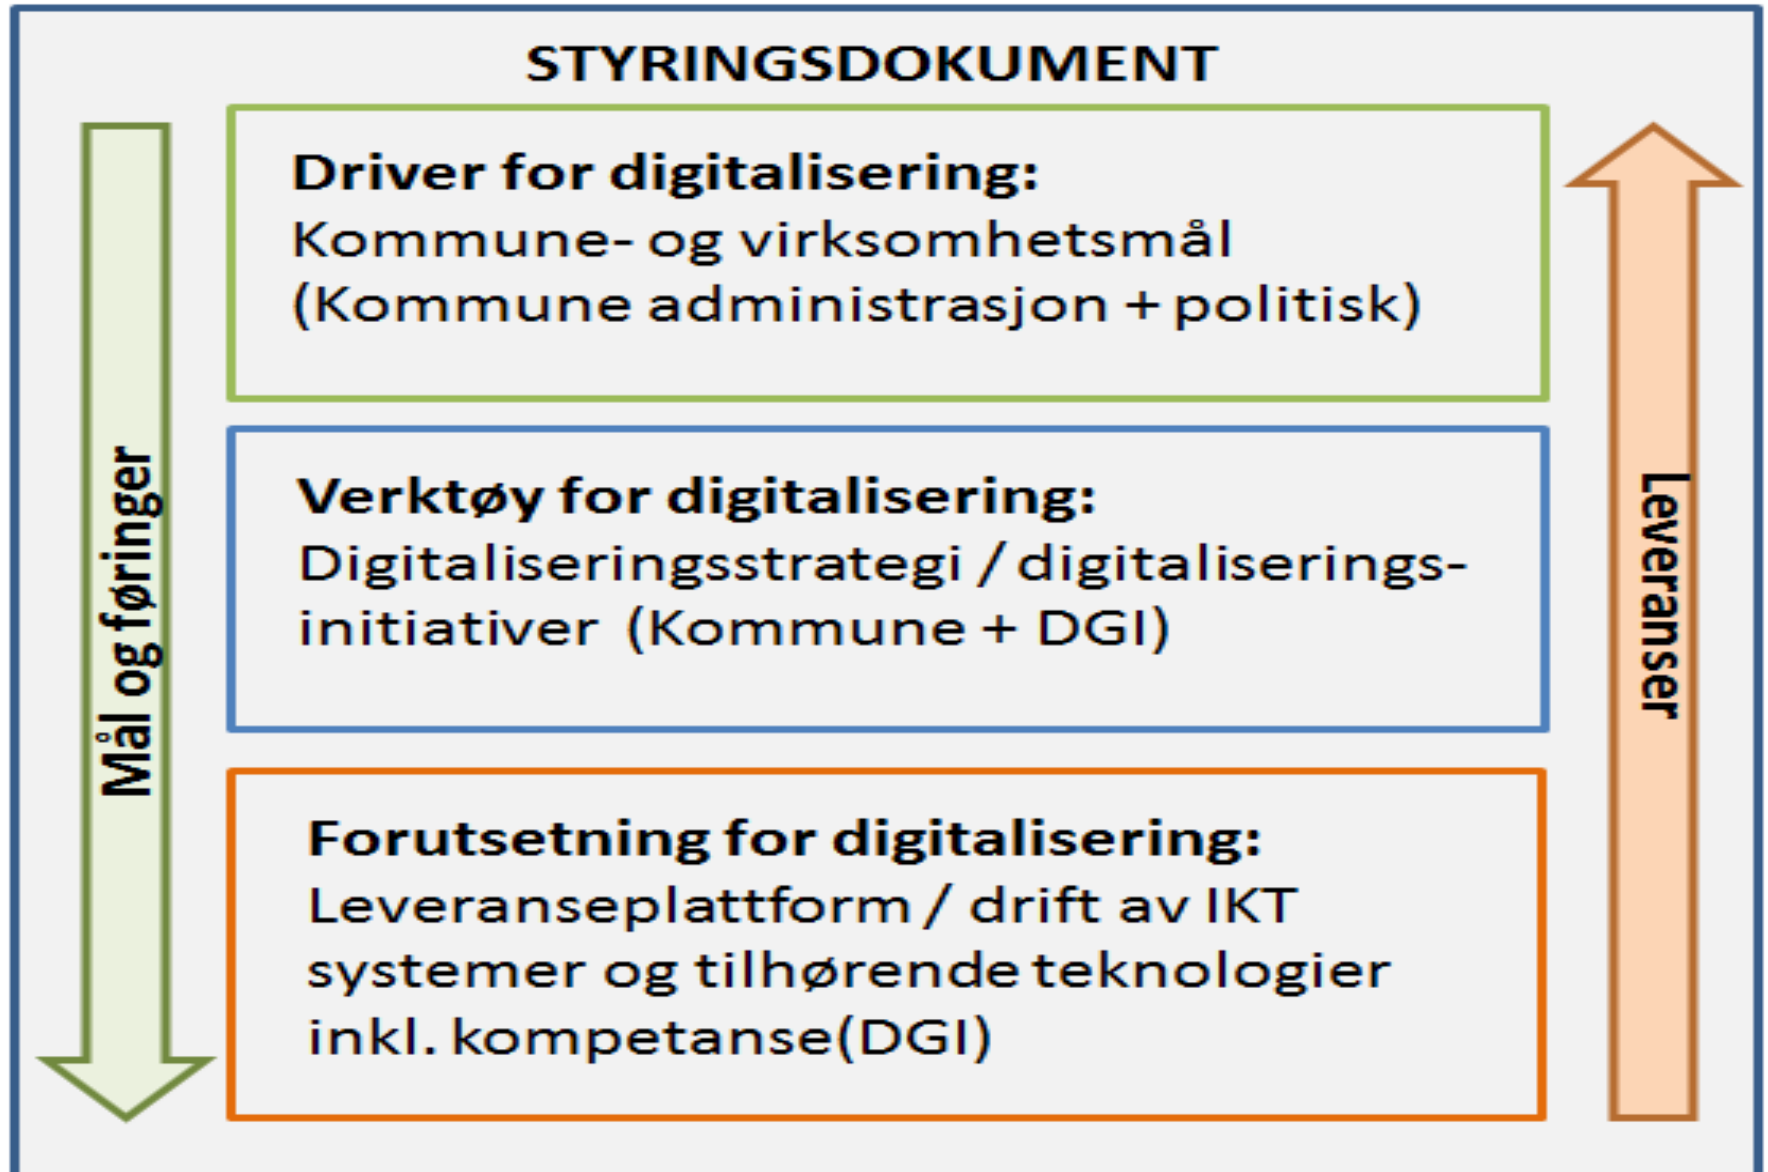 STYRINGSDOKUMENT
Mål og føringer
Driver for digitalisering:
Kommune- og virksomhetsmål
(Kommune administrasjon + politisk)
Verktøy for digitalisering:
Digitaliseringsstrategi / digitaliserings-
initiativer (Kommune + DGI)
Forutsetning for digitalisering:
Leveranseplattform / drift av IKT
systemer og tilhørende teknologier
inkl. kompetanse(DGI)
Leveranser